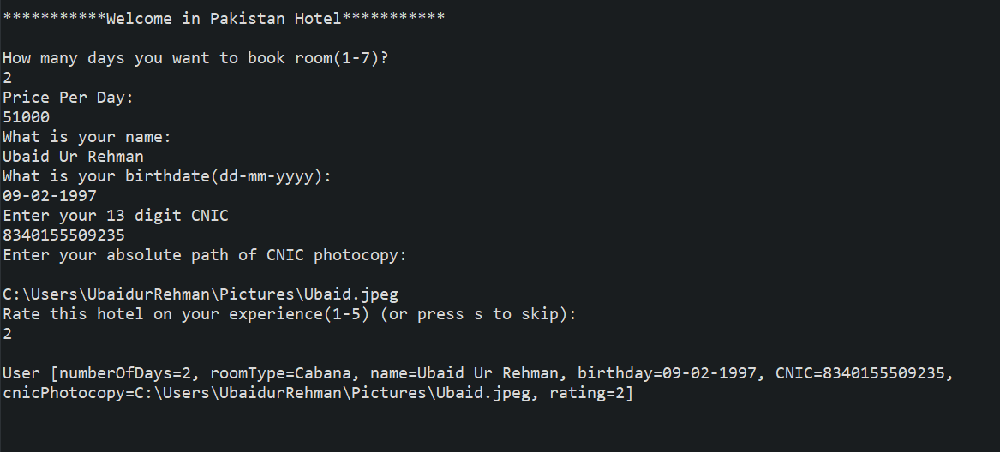 ***********Welcome in Pakistan Hotel***********
How many days you want to book room(1-7)?
2
Price Per Day:
51000
What is your name:
Ubaid Ur Rehman
What is your birthdate(dd-mm-yyyy):
09-02-1997
Enter your 13 digit CNIC
8340155509235
Enter your absolute path of CNIC photocopy:
C:\Users\UbaidurRehman\Pictures\Ubaid.jpeg
Rate this hotel on your experience(1-5) (or press s to skip):
2
User [numberOfDays=2, roomType=Cabana, name=Ubaid Ur Rehman, birthday=09-02-1997, CNIC=8340155509235,
cnicPhotocopy=C:\Users\UbaidurRehman\Pictures\Ubaid.jpeg, rating=2]